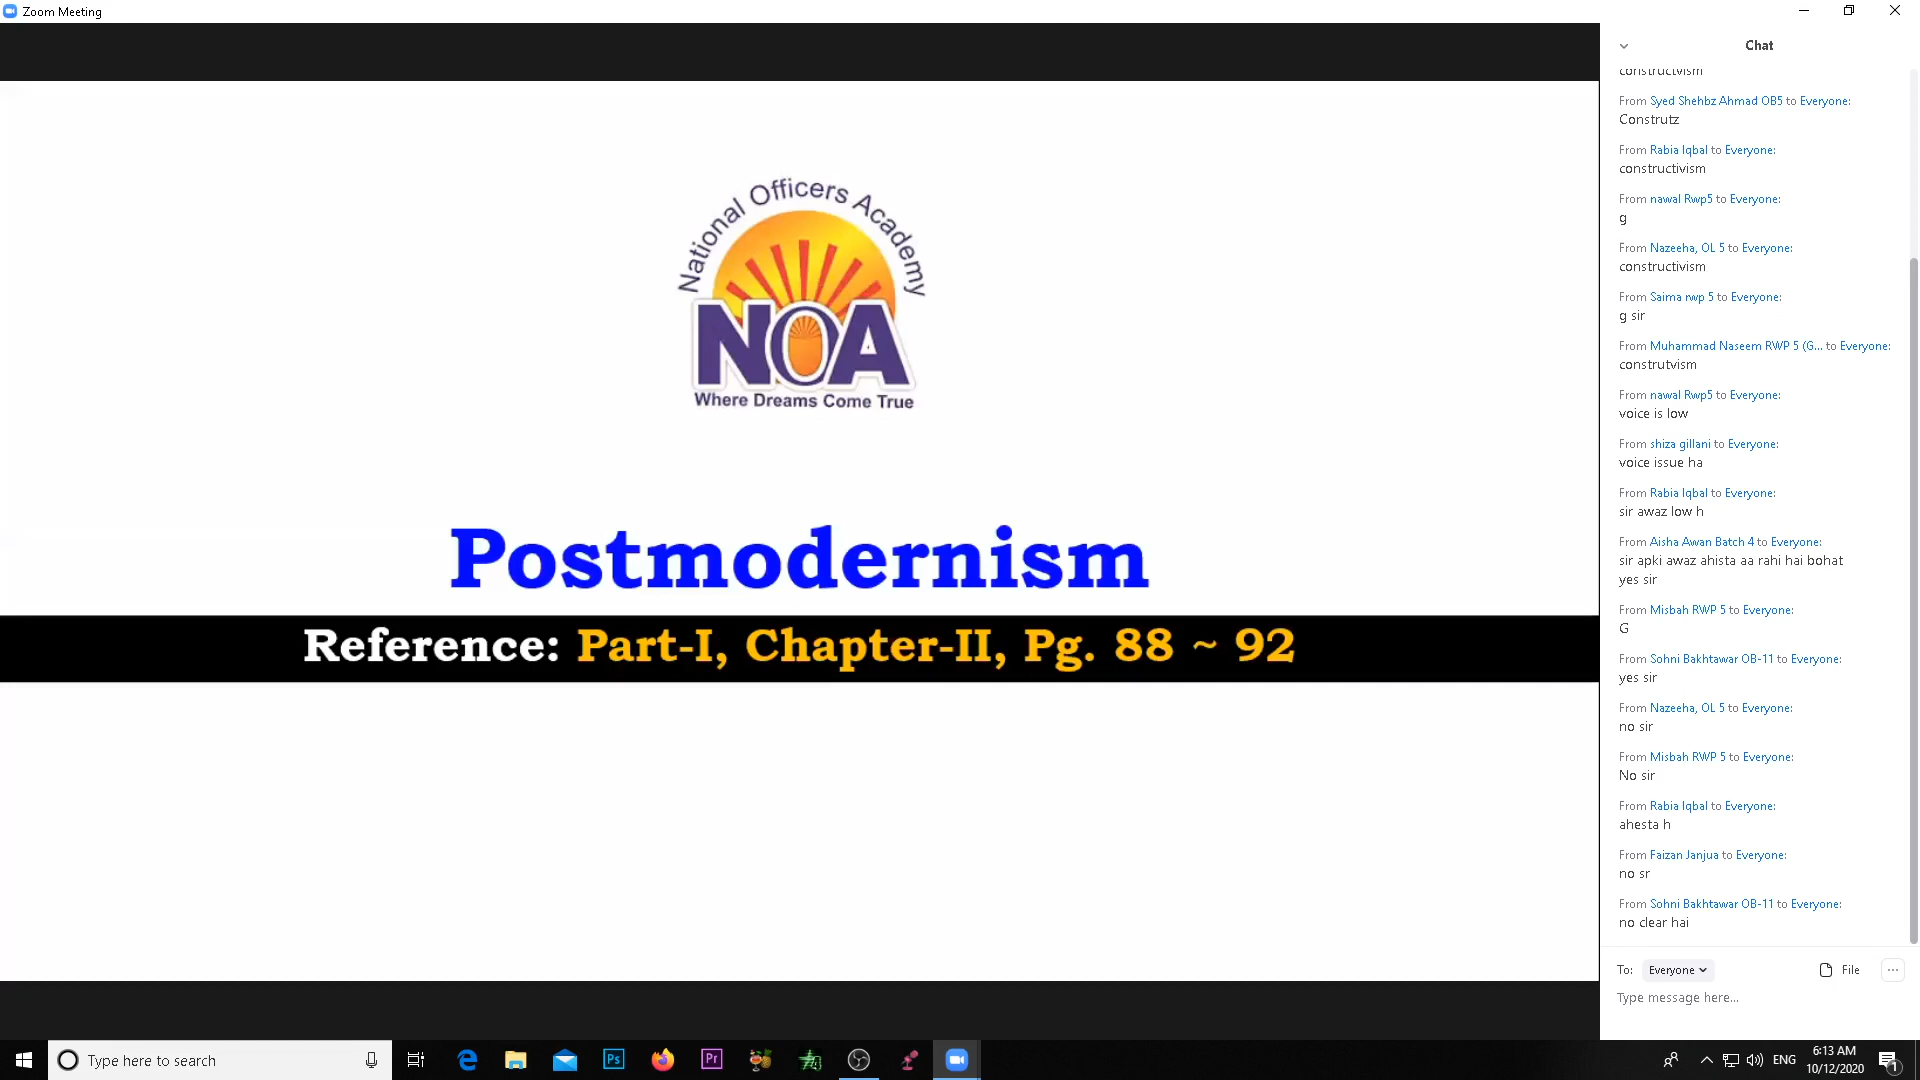 Zoom Meeting
National Officers Academy
NOA
Where Dreams Come True
Postmodernism
Reference: Part-I, Chapter-II, Pg. 88 ~ 92
Chat
constructvism
From Syed Shehbz Ahmad OB5 to Everyone:
Construtz
From Rabia Iqbal to Everyone:
constructivism
From nawal Rwp5 to Everyone:
g
From Nazeeha, OL 5 to Everyone:
constructivism
From Saima rwp 5 to Everyone:
g sir
From Muhammad Naseem RWP 5 (G... to Everyone:
construtvism
From nawal Rwp5 to Everyone:
voice is low
From shiza gillani to Everyone:
voice issue ha
From Rabia Iqbal to Everyone:
sir awaz low h
From Aisha Awan Batch 4 to Everyone:
sir apki awaz ahista aa rahi hai bohat
yes sir
From Misbah RWP 5 to Everyone:
G
From Sohni Bakhtawar OB-11 to Everyone:
yes sir
From Nazeeha, OL 5 to Everyone:
no sir
From Misbah RWP 5 to Everyone:
No sir
From Rabia Iqbal to Everyone:
ahesta h
From Faizan Janjua to Everyone:
no sr
From Sohni Bakhtawar OB-11 to Everyone:
no clear hai
To: Everyone File
Type message here...
Type here to search
Ps
Pr
ENG
6:13 AM
10/12/2020
1